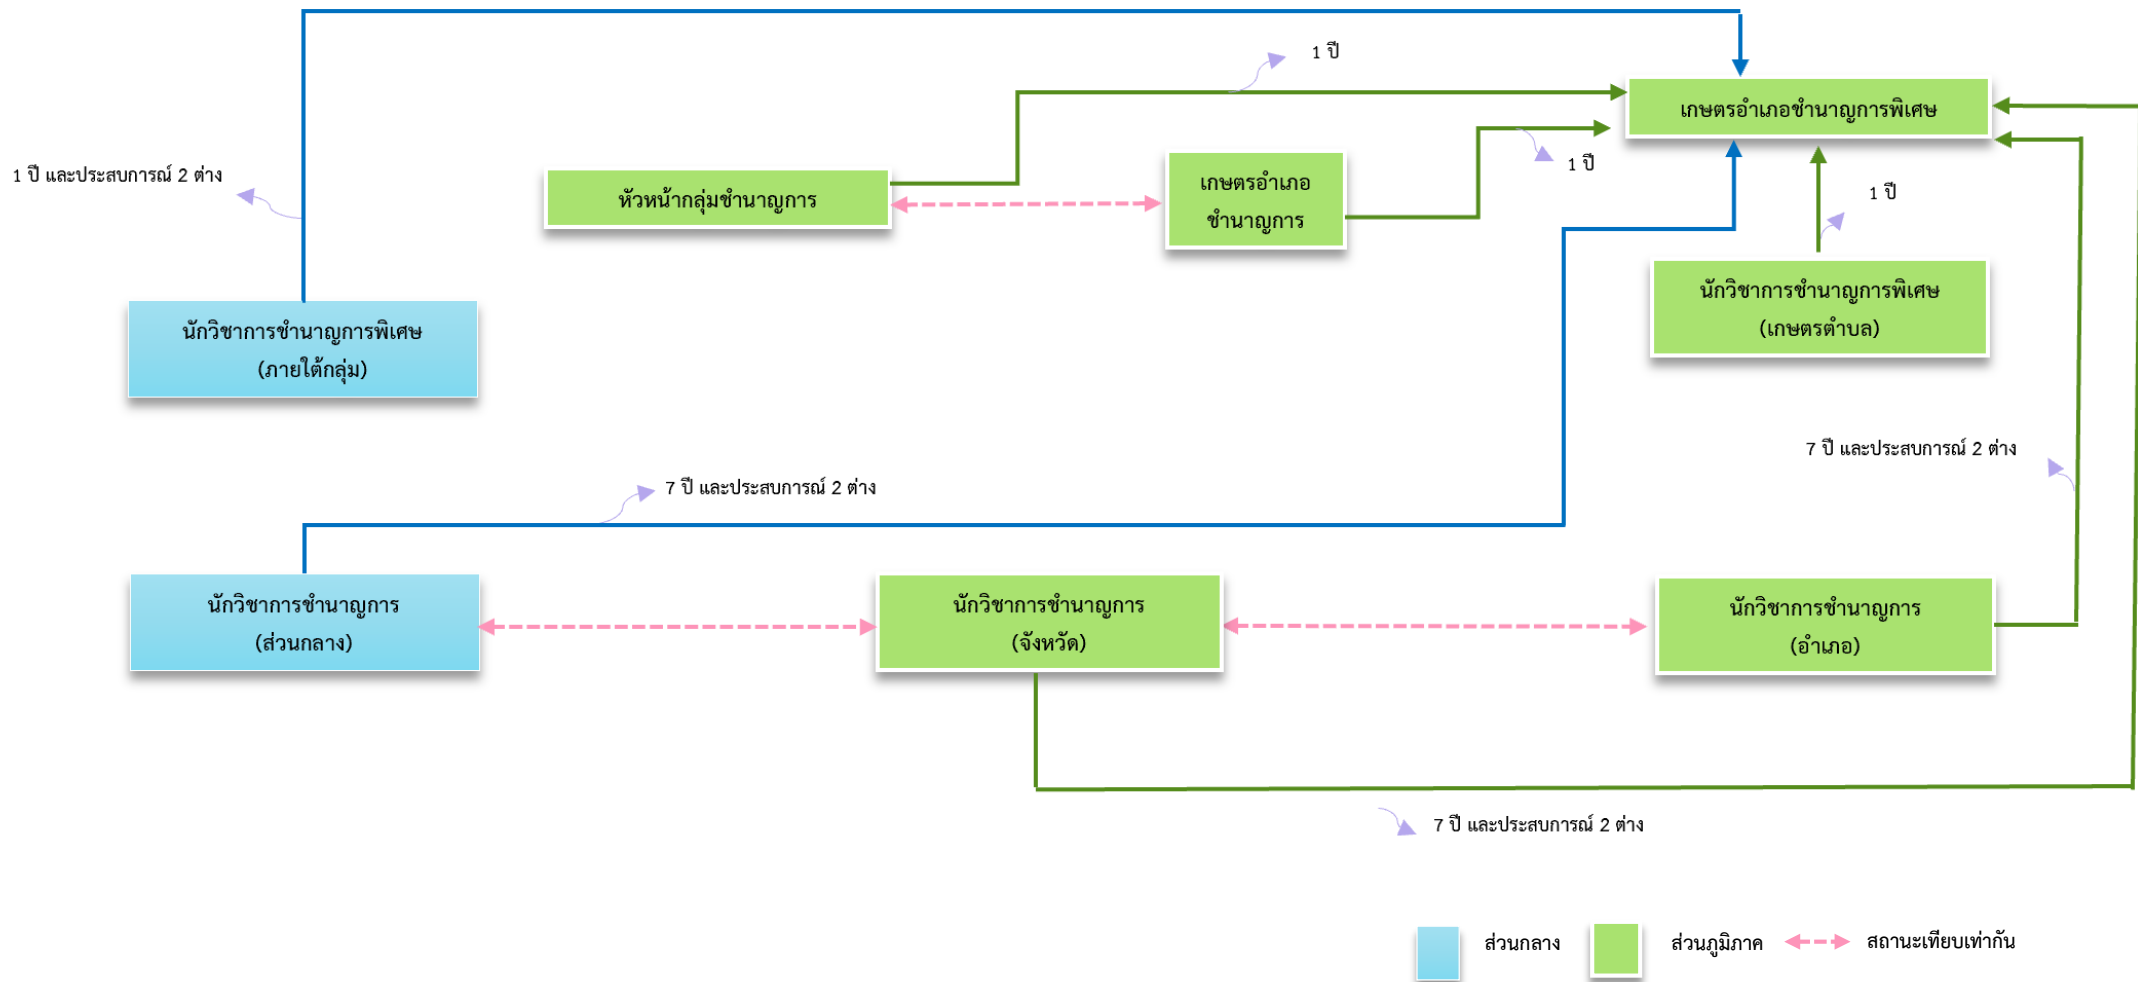 1 ปี
เกษตรอำเภอชำนาญการพิเศษ
1 ปี
1 ปี และประสบการณ์ 2 ต่าง
หัวหน้ากลุ่มชำนาญการ
เกษตรอำเภอ
ชำนาญการ
1 ปี
นักวิชาการชำนาญการพิเศษ
(เกษตรตำบล)
นักวิชาการชำนาญการพิเศษ
(ภายใต้กลุ่ม)
7 ปี และประสบการณ์ 2 ต่าง
7 ปี และประสบการณ์ 2 ต่าง
นักวิชาการชำนาญการ
(ส่วนกลาง)
นักวิชาการชำนาญการ
(จังหวัด)
นักวิชาการชำนาญการ
(อำเภอ)
7 ปี และประสบการณ์ 2 ต่าง
ส่วนกลาง
ส่วนภูมิภาค
สถานะเทียบเท่ากัน